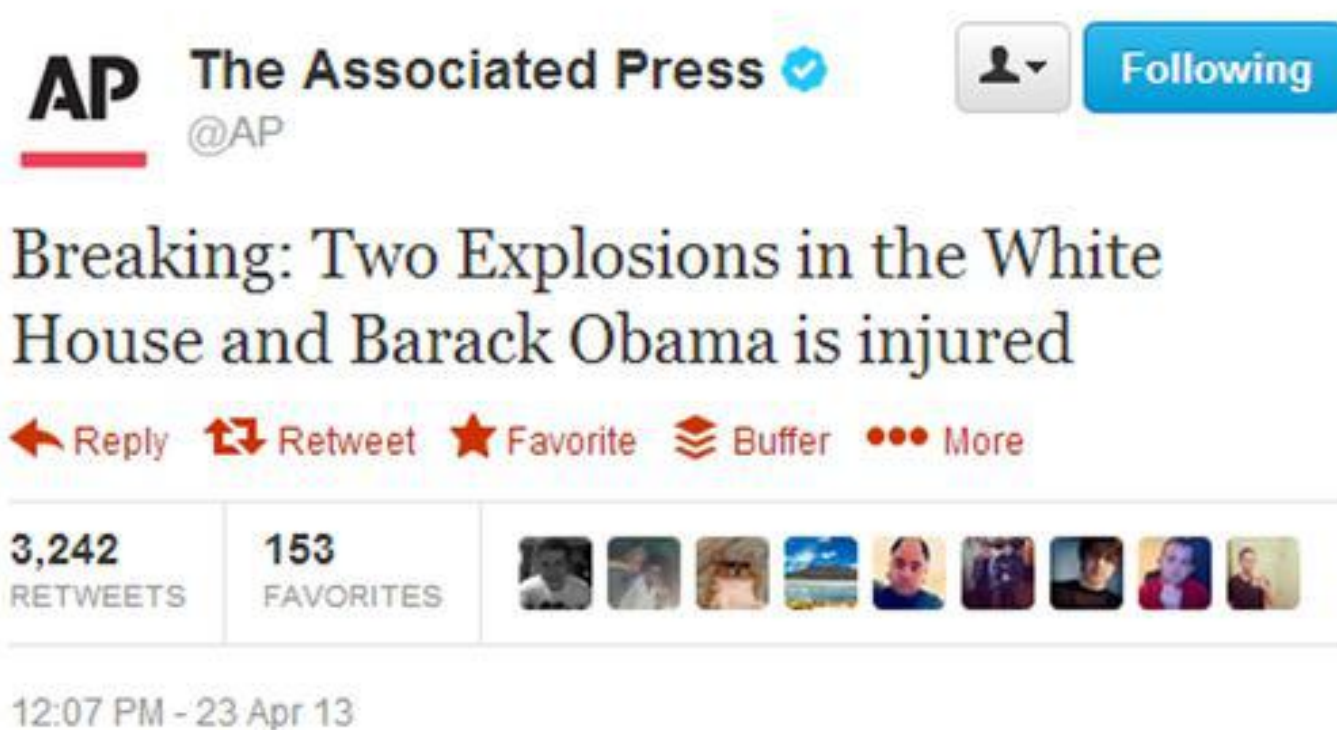 AP The Associated Press
@AP
Following
Breaking: Two Explosions in the White
House and Barack Obama is injured
Reply Retweet Favorite Buffer More
3,242 153
RETWEETS FAVORITES
12:07 PM - 23 Apr 13